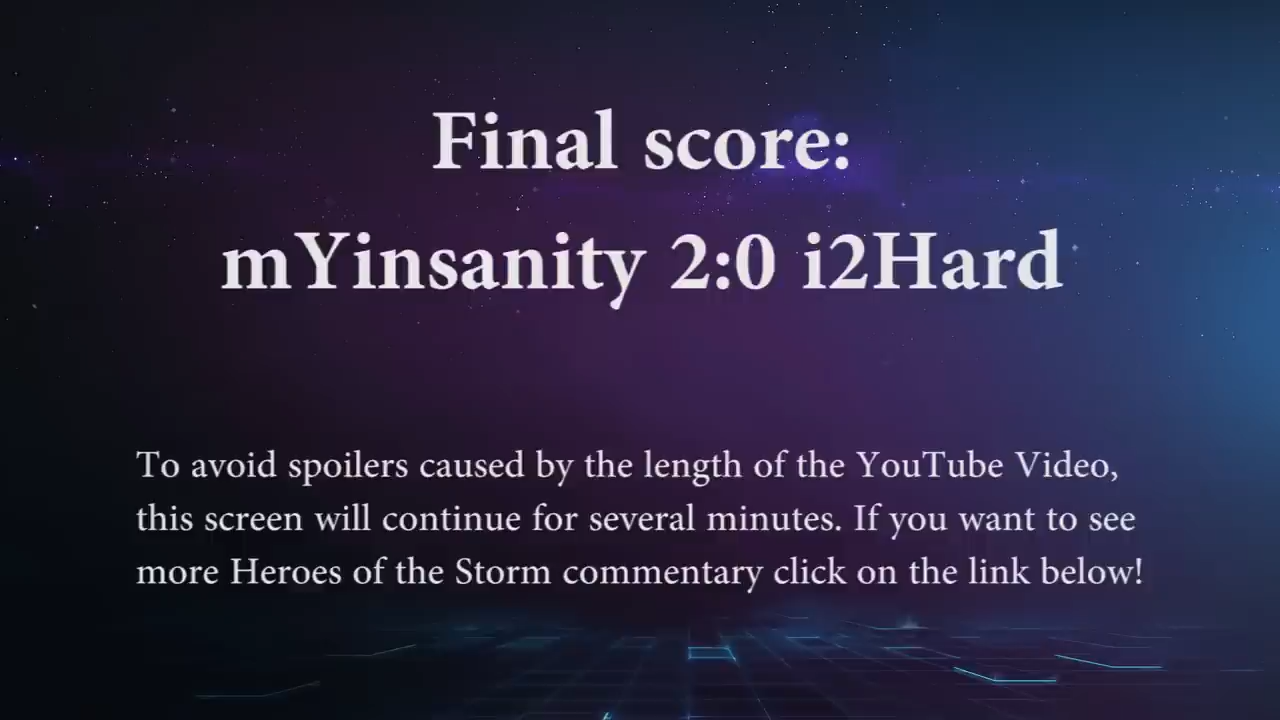 Final score:
mYinsanity 2:0 i2Hard
To avoid spoilers caused by the length of the YouTube Video,
this screen will continue for several minutes. If you want to see
more Heroes of the Storm commentary click on the link below!